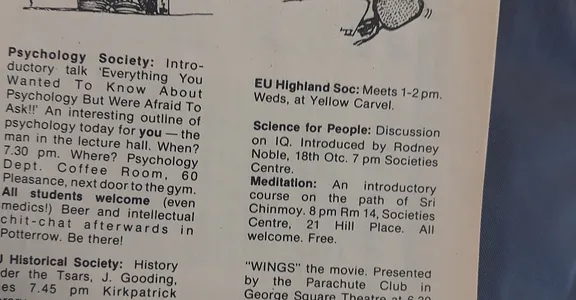 Psychology Society: Intro-
ductory talk 'Everything You
Wanted To Know About
Psychology But Were Afraid To
Ask!!' An interesting outline of
psychology today for you — the
man in the lecture hall. When?
7.30 pm. Where? Psychology
Dept. Coffee Room, 60
Pleasance, next door to the gym.
All students welcome (even
medics!) Beer and intellectual
chit-chat afterwards in
Potterrow. Be there!
Historical Society: History
der the Tsars, J. Gooding,
es 7.45 pm Kirkpatrick
EU Highland Soc: Meets 1-2 pm.
Weds, at Yellow Carvel.
Science for People: Discussion
on IQ. Introduced by Rodney
Noble, 18th Otc. 7 pm Societies
Centre.
Meditation: An introductory
course on the path of Sri
Chinmoy. 8 pm Rm 14, Societies
Centre, 21 Hill Place. All
welcome. Free.
"WINGS" the movie. Presented
by the Parachute Club in
George Square Theatre at 6.30